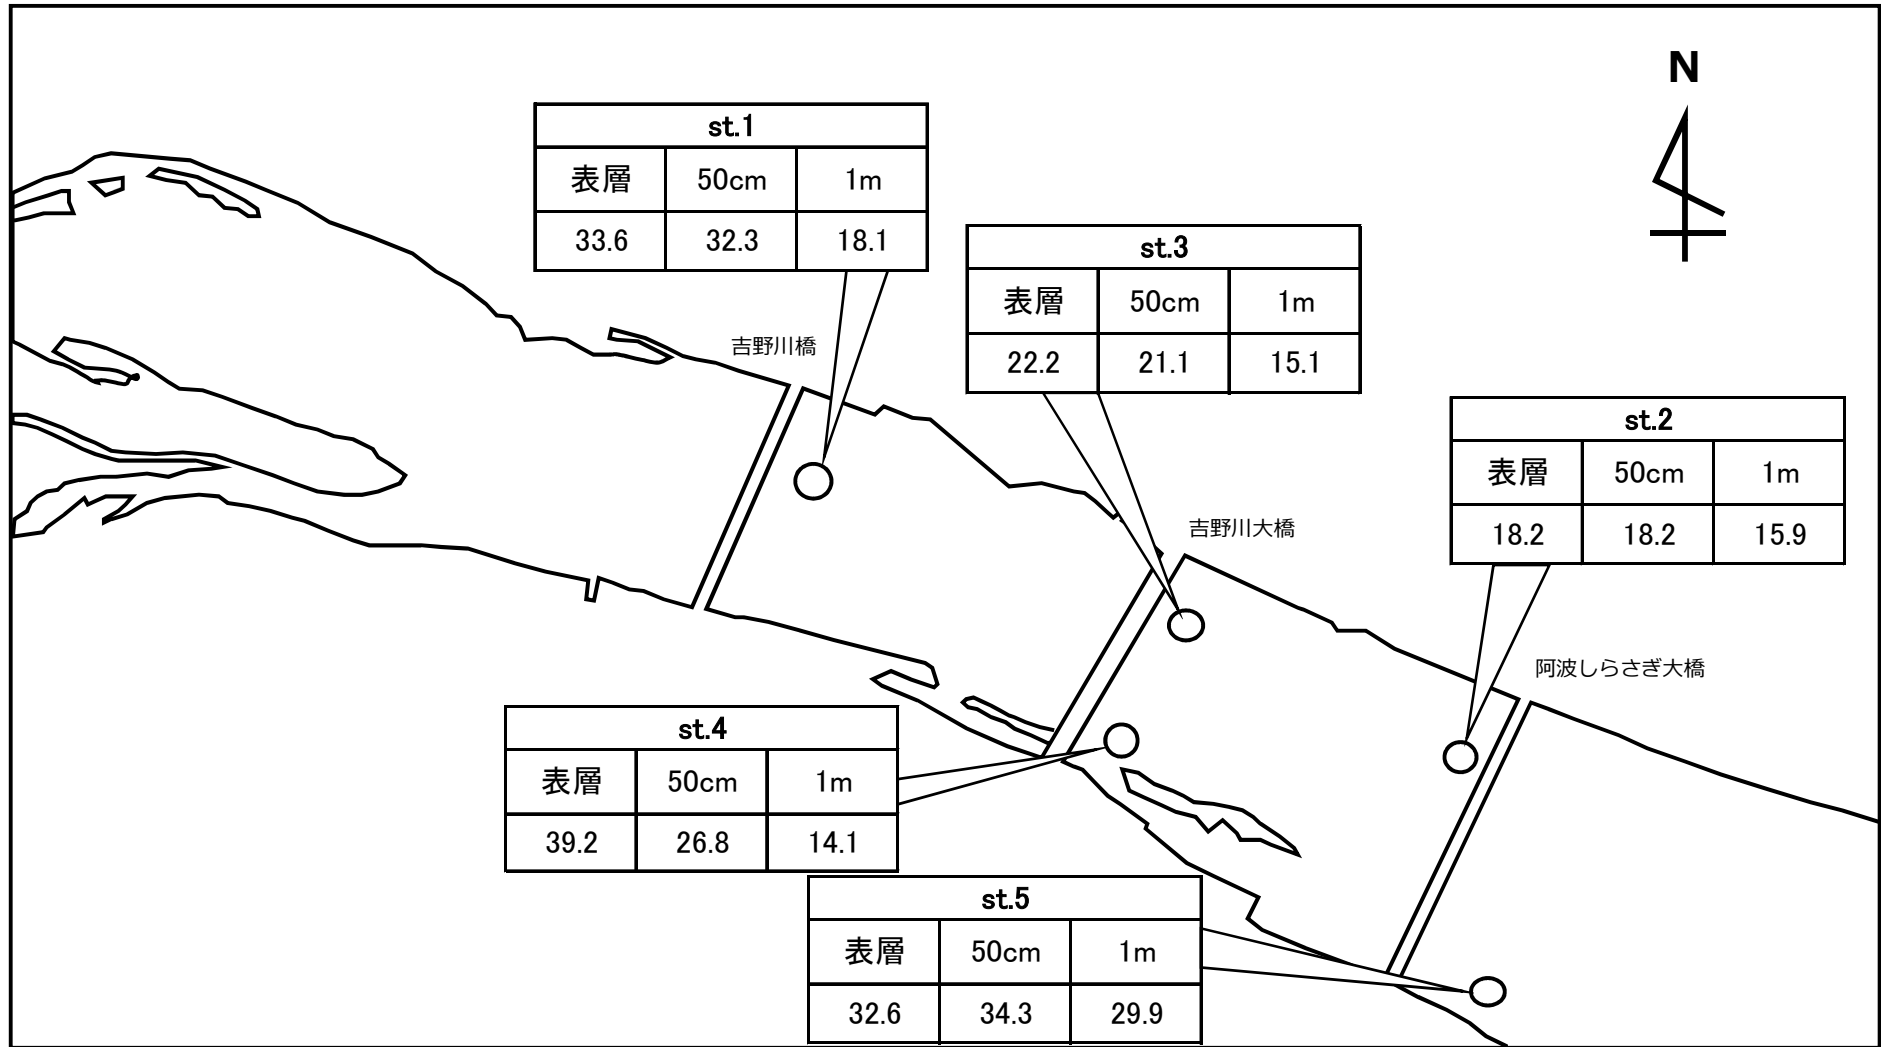 N
st.1
表層 50cm 1m
33.6 32.3 18.1
st.3
表層 50cm 1m
22.2 21.1 15.1
吉野川橋
st.2
表層 50cm 1m
18.2 18.2 15.9
吉野川大橋
阿波しらさぎ大橋
st.4
表層 50cm 1m
39.2 26.8 14.1
st.5
表層 50cm 1m
32.6 34.3 29.9